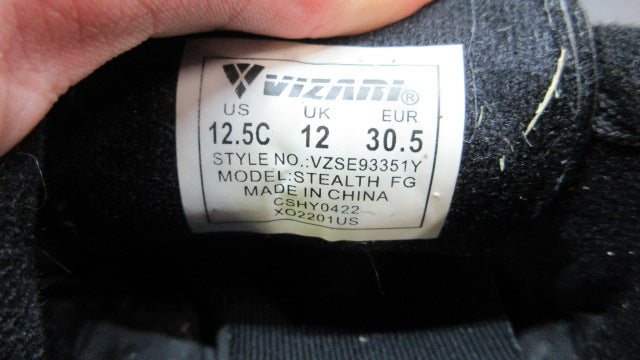 VIZARI®
US UK EUR
12.5C 12 30.5
STYLE NO.:VZSE93351Y
MODEL:STEALTH FG
MADE IN CHINA
CSHY0422
XO2201US